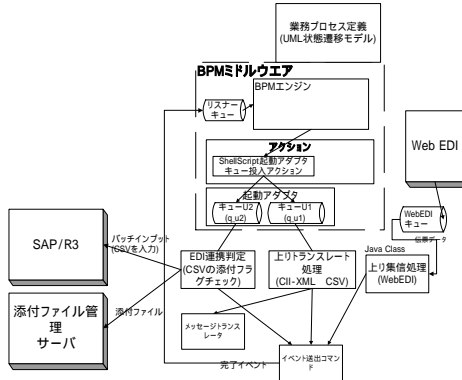 業務プロセス定義
(UML状態遷移モデル)
BPMミドルウエア
BPMエンジン
リスナー
キュー
アクション
ShellScript起動アダプタ
キュー投入アクション
Web EDI
起動アダプタ
キューU2
(q_u2)
キューU1
(q_u1)
WebEDI
キュー
伝票データ
SAP/R3
バッチインプット
(CSVを入力)
EDI連携判定
(CSVの添付フラ
グチェック)
上りトランスレート
処理
(CII-XML CSV)
Java Class
上り集信処理
(WebEDI)
添付ファイル管
理
サーバ
添付ファイル
メッセージトランス
レータ
完了イベント
イベント送出コマン
ド